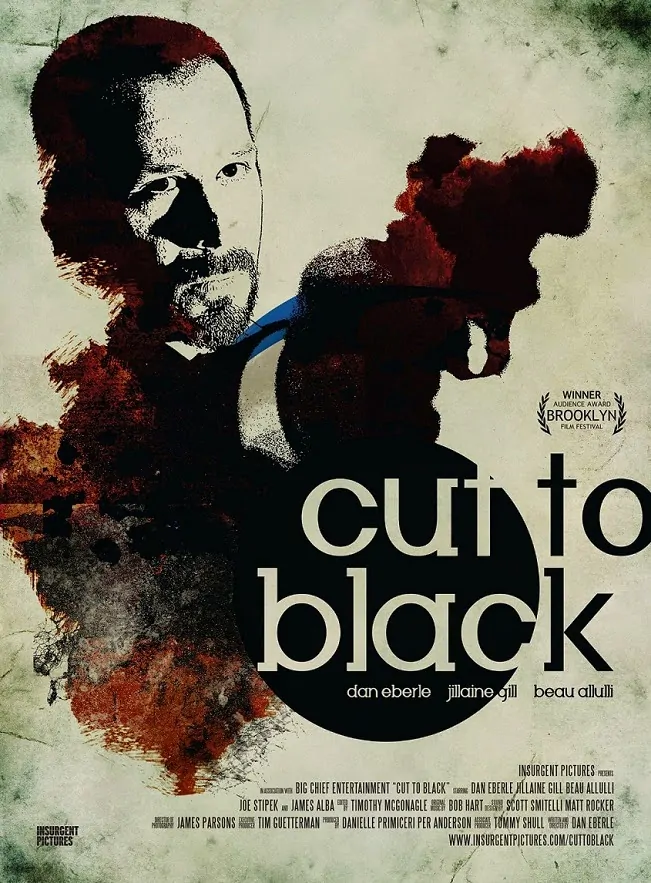 WINNER
AUDIENCE AWARD
BROOKLYN
FILM FESTIVAL
cut to
black
dan eberle jillaine gill beau allulli
INSURGENT PICTURES PRESENTS
IN ASSOCIATION WITH BIG CHIEF ENTERTAINMENT "CUT TO BLACK" STARRING DAN EBERLE JILLAINE GILL BEAU ALLULLI
JOE STIPEK AND JAMES ALBA EDITED BY TIMOTHY MCGONAGLE ORIGINAL MUSIC BY BOB HART SOUND DESIGN BY SCOTT SMITELLI MATT ROCKER
DIRECTOR OF PHOTOGRAPHY JAMES PARSONS EXECUTIVE PRODUCER TIM GUETTERMAN PRODUCED BY DANIELLE PRIMICERI PER ANDERSON ASSOCIATE PRODUCER TOMMY SHULL WRITTEN AND DIRECTED BY DAN EBERLE
INSURGENT
PICTURES
WWW.INSURGENTPICTURES.COM/CUTTOBLACK